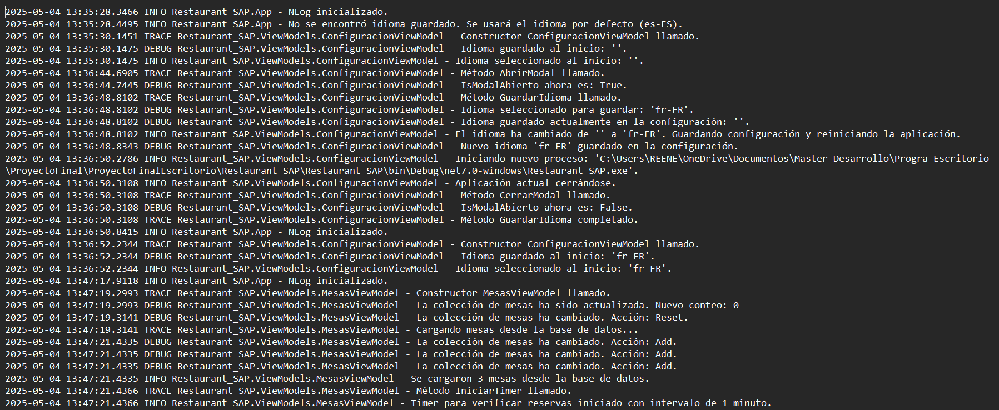 2025-05-04 13:35:28.3466 INFO Restaurant_SAP.App - NLog inicializado.
2025-05-04 13:35:28.4495 INFO Restaurant_SAP.App - No se encontró idioma guardado. Se usará el idioma por defecto (es-ES).
2025-05-04 13:35:30.1451 TRACE Restaurant_SAP.ViewModels.ConfiguracionViewModel - Constructor ConfiguracionViewModel llamado.
2025-05-04 13:35:30.1475 DEBUG Restaurant_SAP.ViewModels.ConfiguracionViewModel - Idioma guardado al inicio: ''.
2025-05-04 13:35:30.1475 INFO Restaurant_SAP.ViewModels.ConfiguracionViewModel - Idioma seleccionado al inicio: ''.
2025-05-04 13:36:44.6905 TRACE Restaurant_SAP.ViewModels.ConfiguracionViewModel - Método AbrirModal llamado.
2025-05-04 13:36:44.7445 DEBUG Restaurant_SAP.ViewModels.ConfiguracionViewModel - IsModalAbierto ahora es: True.
2025-05-04 13:36:48.8102 TRACE Restaurant_SAP.ViewModels.ConfiguracionViewModel - Método GuardarIdioma llamado.
2025-05-04 13:36:48.8102 DEBUG Restaurant_SAP.ViewModels.ConfiguracionViewModel - Idioma seleccionado para guardar: 'fr-FR'.
2025-05-04 13:36:48.8102 DEBUG Restaurant_SAP.ViewModels.ConfiguracionViewModel - Idioma guardado actualmente en la configuración: ''.
2025-05-04 13:36:48.8102 INFO Restaurant_SAP.ViewModels.ConfiguracionViewModel - El idioma ha cambiado de '' a 'fr-FR'. Guardando configuración y reiniciando la aplicación.
2025-05-04 13:36:48.8343 DEBUG Restaurant_SAP.ViewModels.ConfiguracionViewModel - Nuevo idioma 'fr-FR' guardado en la configuración.
2025-05-04 13:36:50.2786 INFO Restaurant_SAP.ViewModels.ConfiguracionViewModel - Iniciando nuevo proceso: 'C:\Users\REENE\OneDrive\Documentos\Master Desarrollo\Progra Escritorio
\ProyectoFinal\ProyectoFinalEscritorio\Restaurant_SAP\Restaurant_SAP\bin\Debug\net7.0-windows\Restaurant_SAP.exe'.
2025-05-04 13:36:50.3108 INFO Restaurant_SAP.ViewModels.ConfiguracionViewModel - Aplicación actual cerrándose.
2025-05-04 13:36:50.3108 TRACE Restaurant_SAP.ViewModels.ConfiguracionViewModel - Método CerrarModal llamado.
2025-05-04 13:36:50.3108 DEBUG Restaurant_SAP.ViewModels.ConfiguracionViewModel - IsModalAbierto ahora es: False.
2025-05-04 13:36:50.3108 TRACE Restaurant_SAP.ViewModels.ConfiguracionViewModel - Método GuardarIdioma completado.
2025-05-04 13:36:50.8415 INFO Restaurant_SAP.App - NLog inicializado.
2025-05-04 13:36:52.2344 TRACE Restaurant_SAP.ViewModels.ConfiguracionViewModel - Constructor ConfiguracionViewModel llamado.
2025-05-04 13:36:52.2344 DEBUG Restaurant_SAP.ViewModels.ConfiguracionViewModel - Idioma guardado al inicio: 'fr-FR'.
2025-05-04 13:36:52.2344 INFO Restaurant_SAP.ViewModels.ConfiguracionViewModel - Idioma seleccionado al inicio: 'fr-FR'.
2025-05-04 13:47:17.9118 INFO Restaurant_SAP.App - NLog inicializado.
2025-05-04 13:47:19.2993 TRACE Restaurant_SAP.ViewModels.MesasViewModel - Constructor MesasViewModel llamado.
2025-05-04 13:47:19.2993 DEBUG Restaurant_SAP.ViewModels.MesasViewModel - La colección de mesas ha sido actualizada. Nuevo conteo: 0
2025-05-04 13:47:19.3141 DEBUG Restaurant_SAP.ViewModels.MesasViewModel - La colección de mesas ha cambiado. Acción: Reset.
2025-05-04 13:47:19.3141 TRACE Restaurant_SAP.ViewModels.MesasViewModel - Cargando mesas desde la base de datos...
2025-05-04 13:47:21.4335 DEBUG Restaurant_SAP.ViewModels.MesasViewModel - La colección de mesas ha cambiado. Acción: Add.
2025-05-04 13:47:21.4335 DEBUG Restaurant_SAP.ViewModels.MesasViewModel - La colección de mesas ha cambiado. Acción: Add.
2025-05-04 13:47:21.4335 DEBUG Restaurant_SAP.ViewModels.MesasViewModel - La colección de mesas ha cambiado. Acción: Add.
2025-05-04 13:47:21.4335 INFO Restaurant_SAP.ViewModels.MesasViewModel - Se cargaron 3 mesas desde la base de datos.
2025-05-04 13:47:21.4366 TRACE Restaurant_SAP.ViewModels.MesasViewModel - Método IniciarTimer llamado.
2025-05-04 13:47:21.4366 INFO Restaurant_SAP.ViewModels.MesasViewModel - Timer para verificar reservas iniciado con intervalo de 1 minuto.